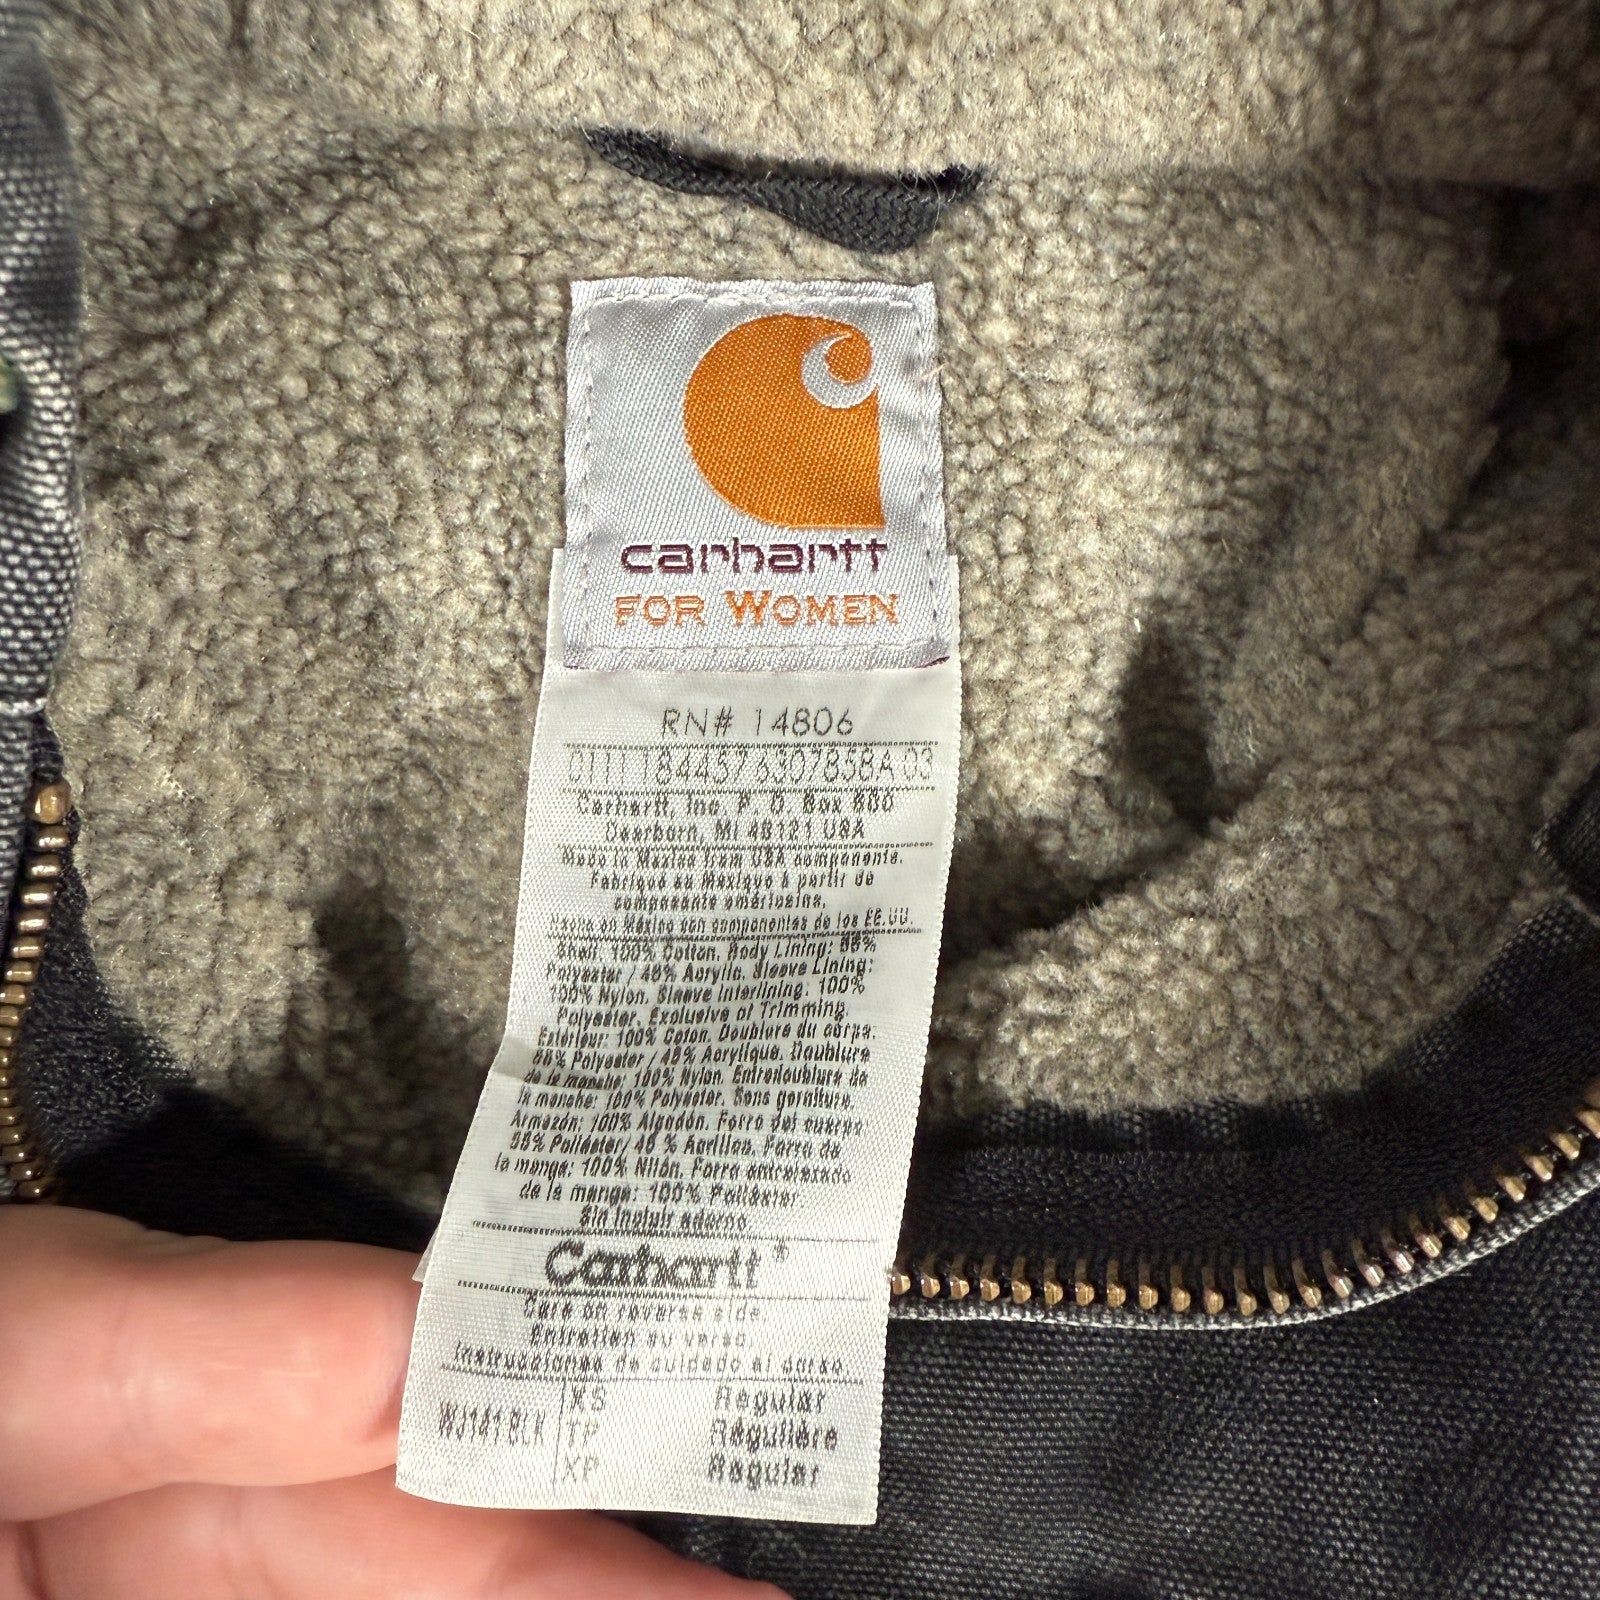 carhartt
FOR WOMEN
RN# 14806
01111 1844576307858A 03
Carhartt, Inc. P. O. Box 600
Dearborn, MI 48121 USA
Made in Mexico from USA components.
Fabriqué au Mexique à partir de
composants américains.
Hecho en México con componentes de los EE.UU.
Shell: 100% Cotton. Body Lining:
Polyester / 45% Acrylic. Sleeve Lining:
100% Nylon. Sleeve Interlining: 100%
Polyester. Exclusive of Trimming.
Extérieur: 100% Coton. Doublure du corps:
Polyester / 45% Acrylique. Doublure
de la manche: 100% Nylon. Entredoublure de
la manche: 100% Polyester. Sans garniture.
Armazón: 100% Algodón. Forro del cuerpo
Poliéster/ 45 % Acrílico. Forro de
la manga: 100% Nilón. Forro entretejado
de la manga: 100% Poliéster.
Sin incluir adorno
Carhartt®
Care on reverse side.
Entretien au verso.
Instrucciones de cuidado al dorso
WJ141 BLK
XS Regular
TP Régulière
XP Regular